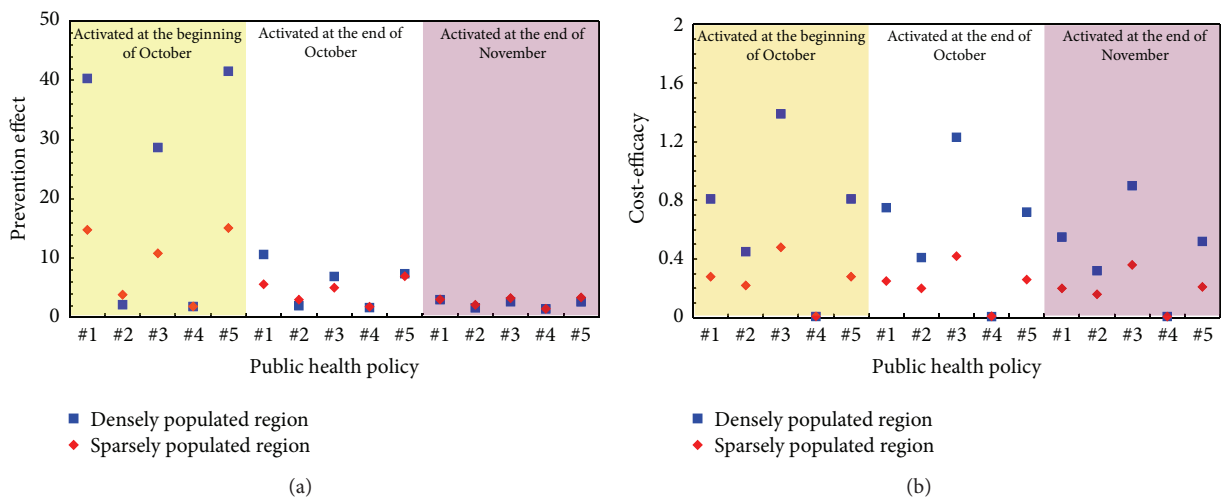 50
40
30
20
10
0
Prevention effect
Activated at the beginning
of October
Activated at the end of
October
Activated at the end of
November
#1 #2 #3 #4 #5 #1 #2 #3 #4 #5 #1 #2 #3 #4 #5
Public health policy
Densely populated region
Sparsely populated region
(a)
2
1.6
1.2
0.8
0.4
0
Cost-efficacy
Activated at the beginning
of October
Activated at the end of
October
Activated at the end of
November
#1 #2 #3 #4 #5 #1 #2 #3 #4 #5 #1 #2 #3 #4 #5
Public health policy
Densely populated region
Sparsely populated region
(b)